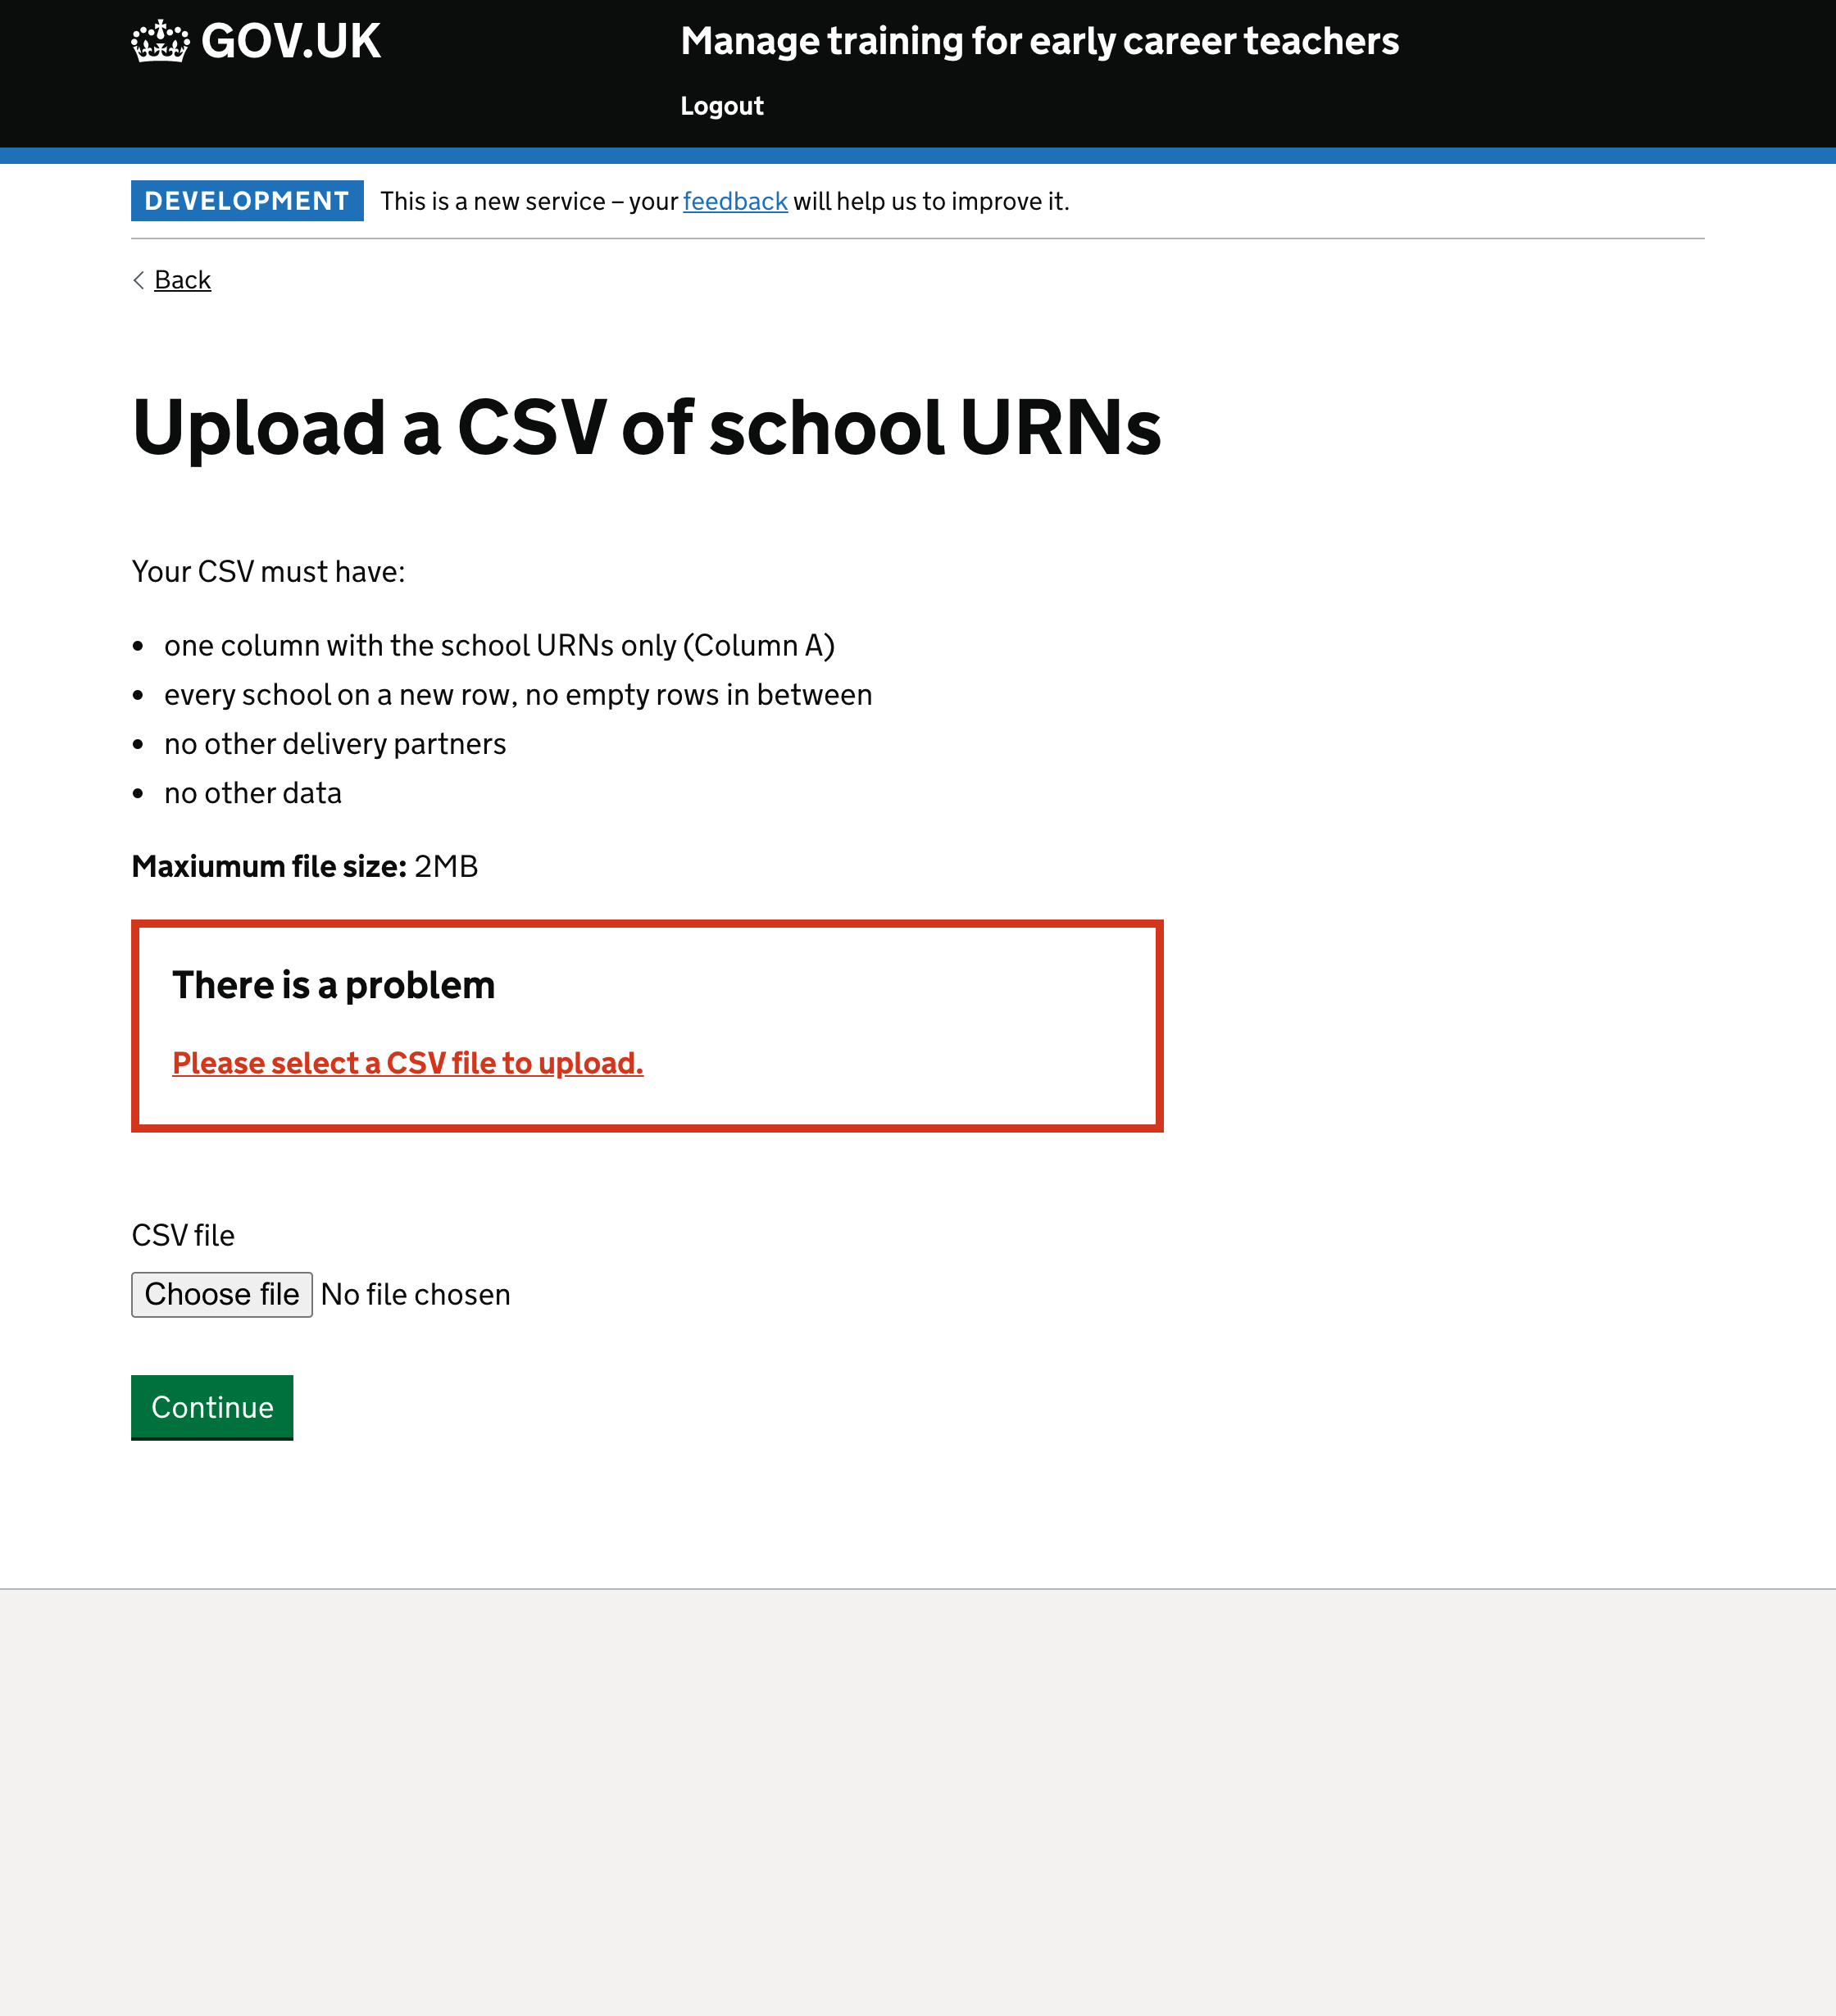 GOV.UK
Manage training for early career teachers
Logout
DEVELOPMENT This is a new service – your feedback will help us to improve it.
Back
Upload a CSV of school URNs
Your CSV must have:
• one column with the school URNs only (Column A)
• every school on a new row, no empty rows in between
• no other delivery partners
• no other data
Maxiumum file size: 2MB
There is a problem
Please select a CSV file to upload.
CSV file
Choose file No file chosen
Continue